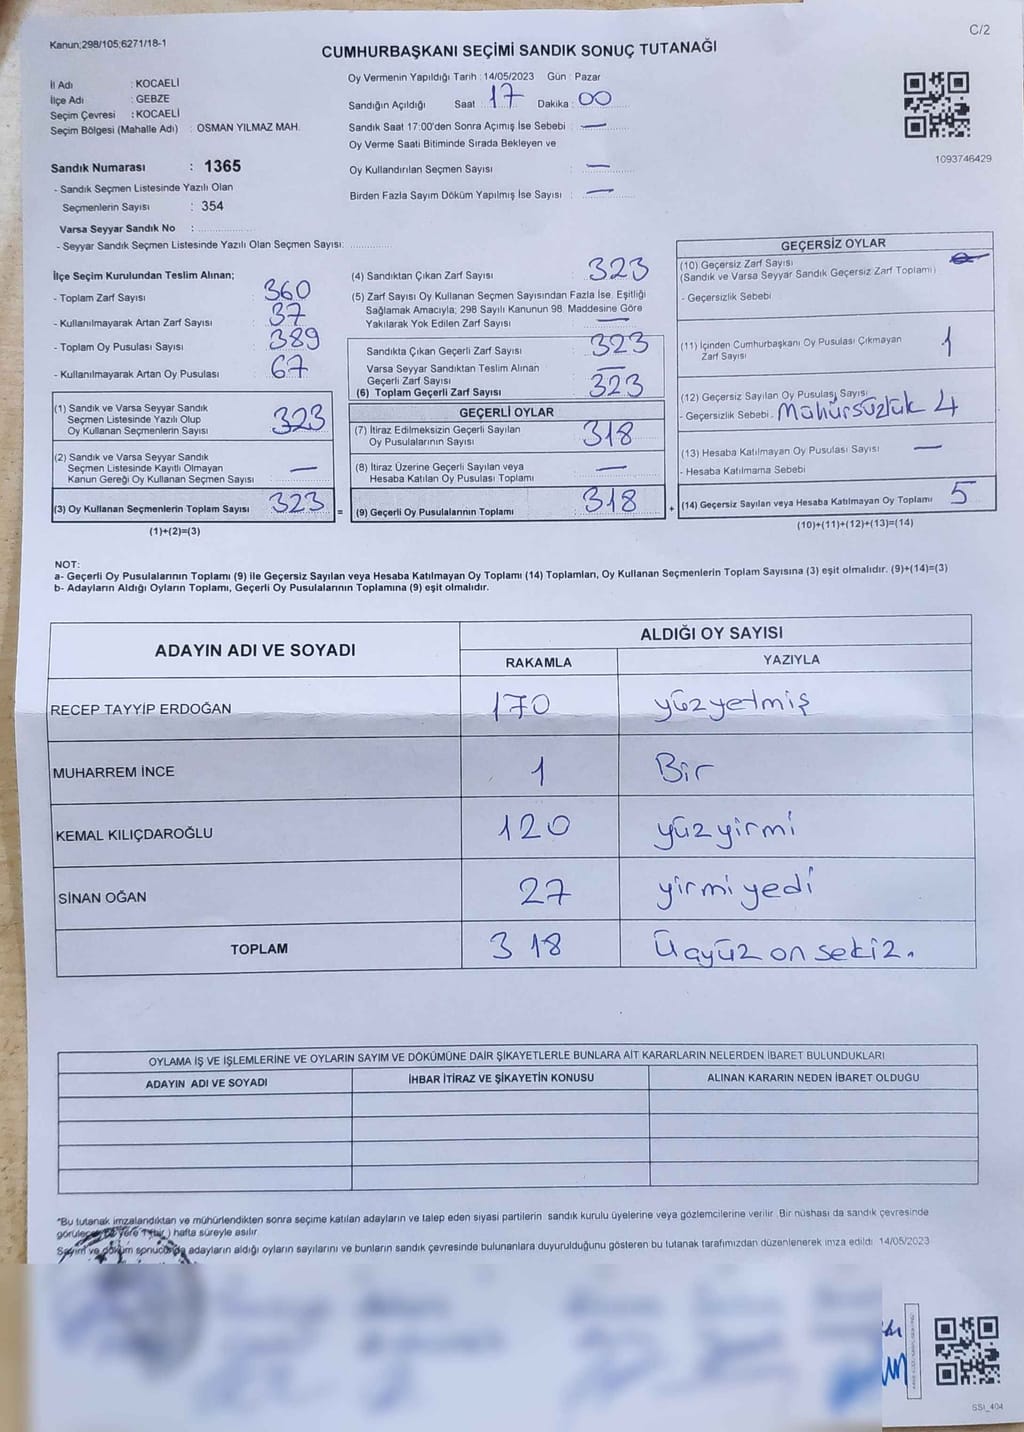 Kanun;298/105;6271/18-1
C/2
CUMHURBAŞKANI SEÇİMİ SANDIK SONUÇ TUTANAĞI
İl Adı : KOCAELİ
İlçe Adı : GEBZE
Seçim Çevresi : KOCAELİ
Seçim Bölgesi (Mahalle Adı) : OSMAN YILMAZ MAH.
Sandık Numarası : 1365
- Sandık Seçmen Listesinde Yazılı Olan
Seçmenlerin Sayısı : 354
Varsa Seyyar Sandık No :
- Seyyar Sandık Seçmen Listesinde Yazılı Olan Seçmen Sayısı:
Oy Vermenin Yapıldığı Tarih : 14/05/2023 Gün : Pazar
Sandığın Açıldığı Saat : 17 Dakika : 00
Sandık Saat 17:00'den Sonra Açımış İse Sebebi : —
Oy Verme Saati Bitiminde Sırada Bekleyen ve
Oy Kullandırılan Seçmen Sayısı : —
Birden Fazla Sayım Döküm Yapılmış İse Sayısı : —
1093746429
İlçe Seçim Kurulundan Teslim Alınan;
- Toplam Zarf Sayısı : 360
- Kullanılmayarak Artan Zarf Sayısı : 37
- Toplam Oy Pusulası Sayısı : 389
- Kullanılmayarak Artan Oy Pusulası : 67
(1) Sandık ve Varsa Seyyar Sandık
Seçmen Listesinde Yazılı Olup
Oy Kullanan Seçmenlerin Sayısı : 323
(2) Sandık ve Varsa Seyyar Sandık
Seçmen Listesinde Kayıtlı Olmayan
Kanun Gereği Oy Kullanan Seçmen Sayısı : —
(3) Oy Kullanan Seçmenlerin Toplam Sayısı : 323
(1)+(2)=(3)
=
(4) Sandıktan Çıkan Zarf Sayısı : 323
(5) Zarf Sayısı Oy Kullanan Seçmen Sayısından Fazla İse, Eşitliği
Sağlamak Amacıyla; 298 Sayılı Kanunun 98. Maddesine Göre
Yakılarak Yok Edilen Zarf Sayısı : —
Sandıkta Çıkan Geçerli Zarf Sayısı : 323
Varsa Seyyar Sandıktan Teslim Alınan
Geçerli Zarf Sayısı : —
(6) Toplam Geçerli Zarf Sayısı : 323
GEÇERLİ OYLAR
(7) İtiraz Edilmeksizin Geçerli Sayılan
Oy Pusulalarının Sayısı : 318
(8) İtiraz Üzerine Geçerli Sayılan veya
Hesaba Katılan Oy Pusulası Toplamı : —
(9) Geçerli Oy Pusulalarının Toplamı : 318
+
GEÇERSİZ OYLAR
(10) Geçersiz Zarf Sayısı
(Sandık ve Varsa Seyyar Sandık Geçersiz Zarf Toplamı)
- Geçersizlik Sebebi
(11) İçinden Cumhurbaşkanı Oy Pusulası Çıkmayan 1
Zarf Sayısı
(12) Geçersiz Sayılan Oy Pusulası Sayısı
- Geçersizlik Sebebi : Mühürsüzlük 4
(13) Hesaba Katılmayan Oy Pusulası Sayısı : —
- Hesaba Katılmama Sebebi
(14) Geçersiz Sayılan veya Hesaba Katılmayan Oy Toplamı : 5
(10)+(11)+(12)+(13)=(14)
NOT:
a- Geçerli Oy Pusulalarının Toplamı (9) ile Geçersiz Sayılan veya Hesaba Katılmayan Oy Toplamı (14) Toplamları, Oy Kullanan Seçmenlerin Toplam Sayısına (3) eşit olmalıdır. (9)+(14)=(3)
b- Adayların Aldığı Oyların Toplamı, Geçerli Oy Pusulalarının Toplamına (9) eşit olmalıdır.
ADAYIN ADI VE SOYADI
ALDIĞI OY SAYISI
RAKAMLA YAZIYLA
RECEP TAYYİP ERDOĞAN 170 yüzyetmiş
MUHARREM İNCE 1 Bir
KEMAL KILIÇDAROĞLU 120 yüzyirmi
SİNAN OĞAN 27 yirmiyedi
TOPLAM 318 üçyüz on sekiz.
OYLAMA İŞ VE İŞLEMLERİNE VE OYLARIN SAYIM VE DÖKÜMÜNE DAİR ŞİKAYETLERLE BUNLARA AİT KARARLARIN NELERDEN İBARET BULUNDUKLARI
ADAYIN ADI VE SOYADI İHBAR İTİRAZ VE ŞİKAYETİN KONUSU ALINAN KARARIN NEDEN İBARET OLDUĞU
*Bu tutanak imzalandıktan ve mühürlendikten sonra seçime katılan adayların ve talep eden siyasi partilerin sandık kurulu üyelerine veya gözlemcilerine verilir. Bir nüshası da sandık çevresinde
görülecek bir yere 1 (bir) hafta süreyle asılır.
Sayım ve döküm sonucunda adayların aldığı oyların sayılarını ve bunların sandık çevresinde bulunanlara duyurulduğunu gösteren bu tutanak tarafımızdan düzenlenerek imza edildi. 14/05/2023
SSI_404